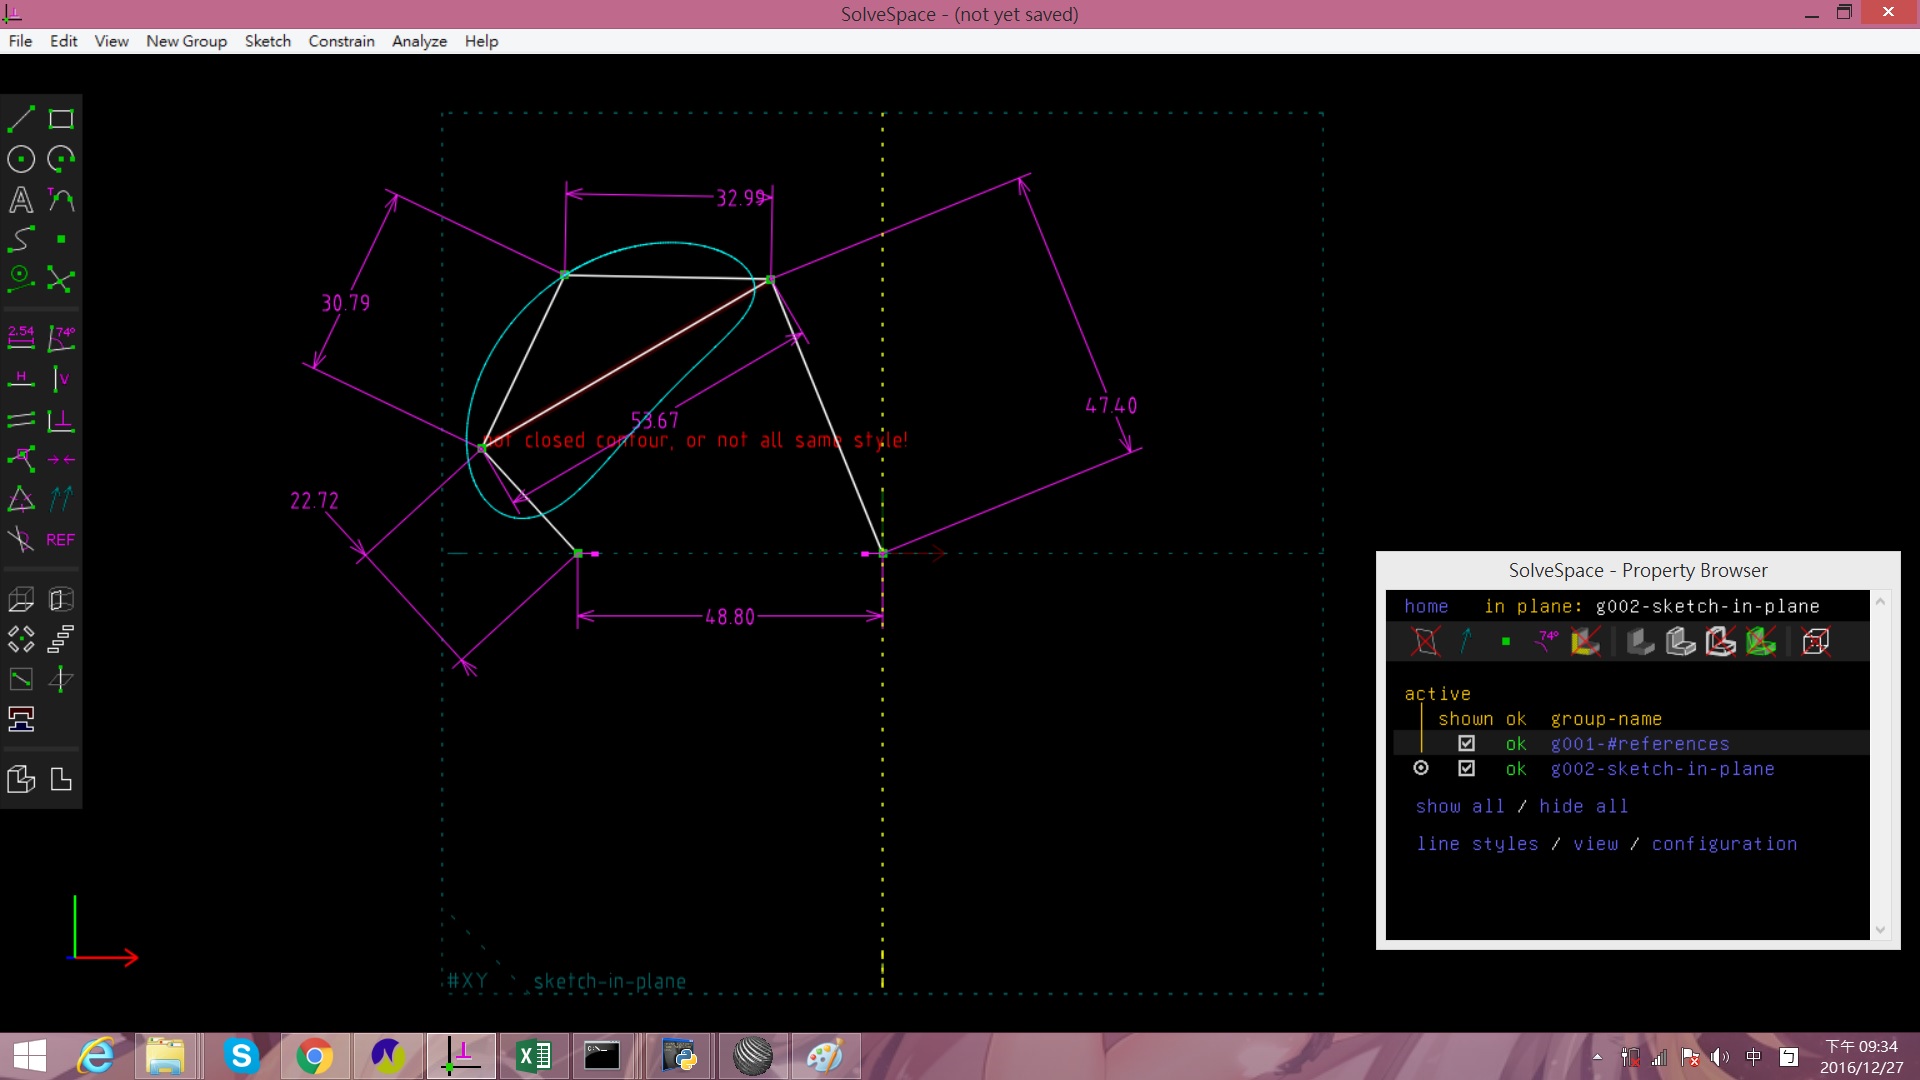 SolveSpace - (not yet saved)
File Edit View New Group Sketch Constrain Analyze Help
32.99
30.79
2.54 74°
H V
53.67
47.40
not closed contour, or not all same style!
22.72
REF
48.80
SolveSpace - Property Browser
home in plane: g002-sketch-in-plane
74°
active
shown ok group-name
ok g001-#references
ok g002-sketch-in-plane
show all / hide all
line styles / view / configuration
#XY sketch-in-plane
中
下午 09:34
2016/12/27